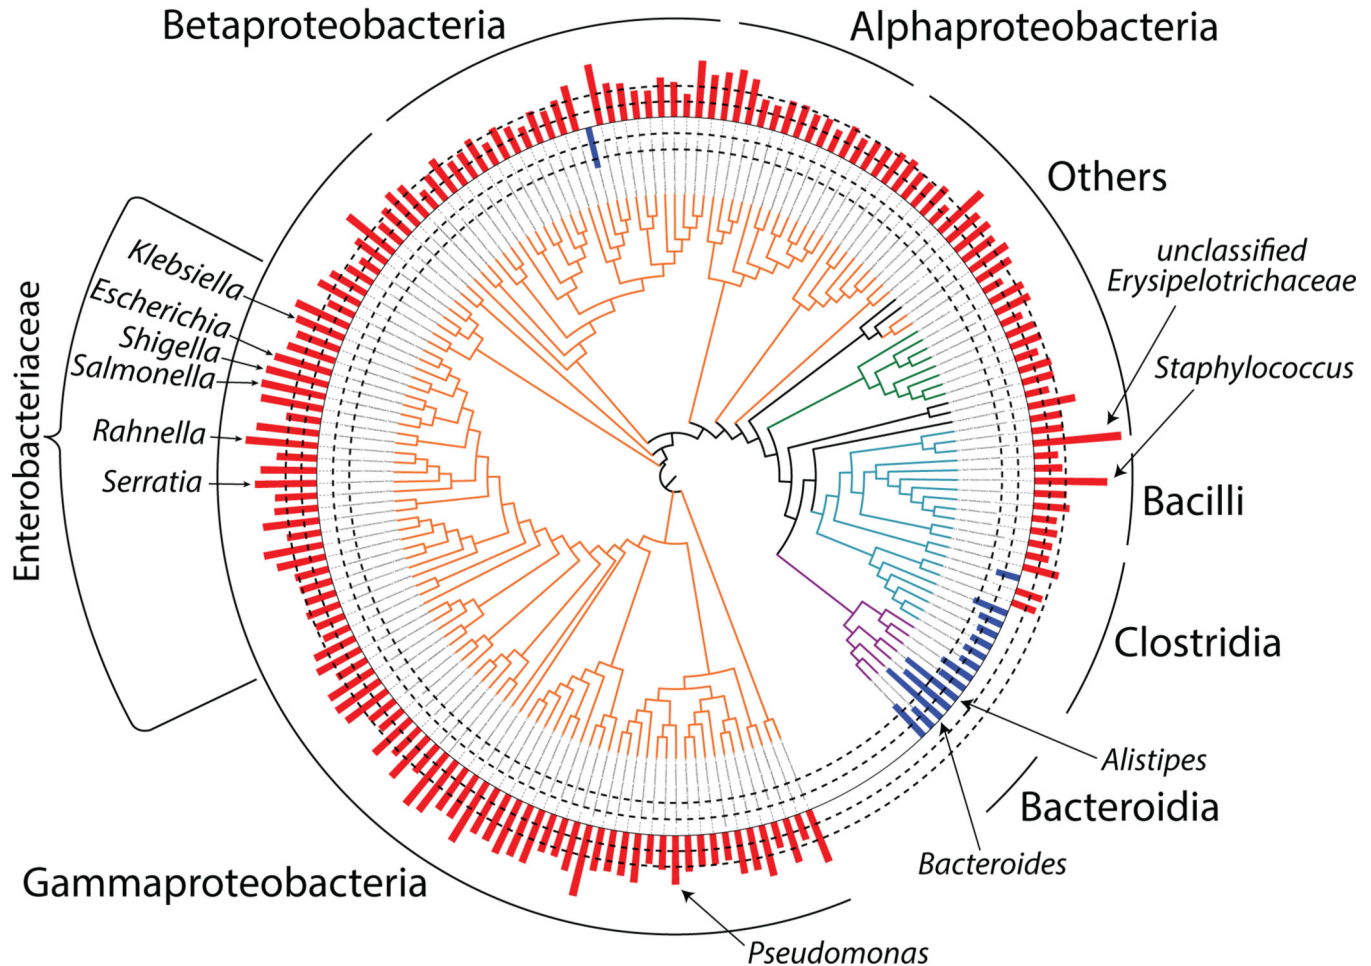 Betaproteobacteria
Alphaproteobacteria
Others
unclassified
Erysipelotrichaceae
Staphylococcus
Bacilli
Clostridia
Alistipes
Bacteroidia
Bacteroides
Pseudomonas
Gammaproteobacteria
Enterobacteriaceae
Klebsiella
Escherichia
Shigella
Salmonella
Rahnella
Serratia